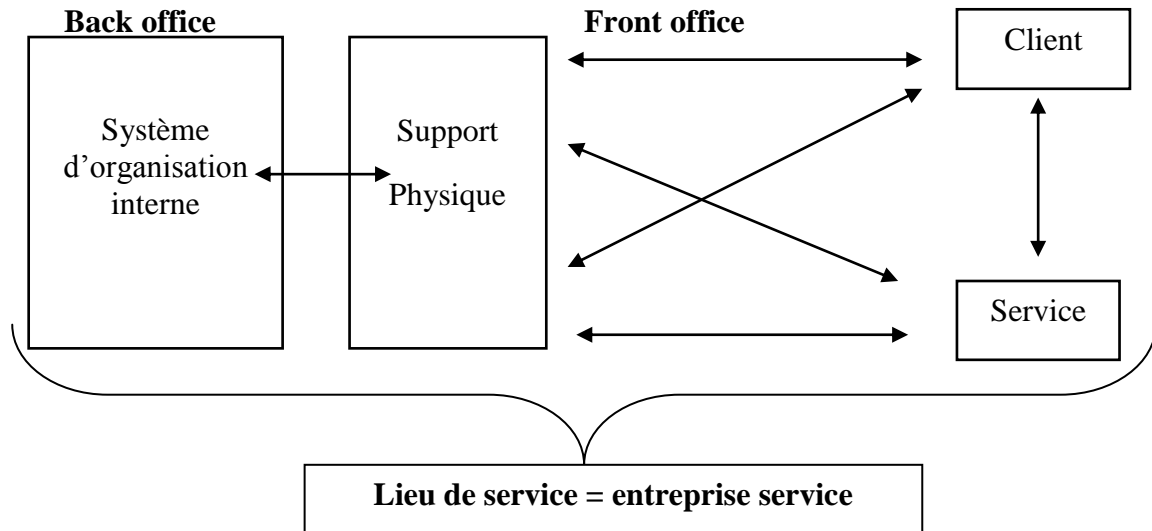 Back office
Front office
Client
Système
d’organisation
interne
Support
Physique
Service
Lieu de service = entreprise service